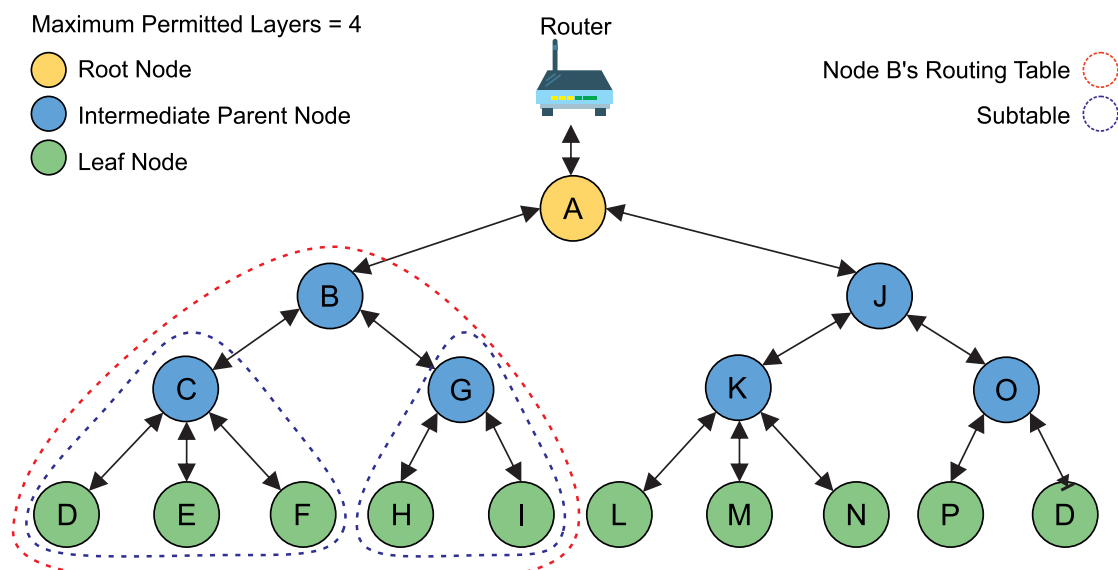 Maximum Permitted Layers = 4
Root Node
Intermediate Parent Node
Leaf Node
Router
Node B's Routing Table
Subtable
A
B
J
C
G
K
O
D
E
F
H
I
L
M
N
P
D